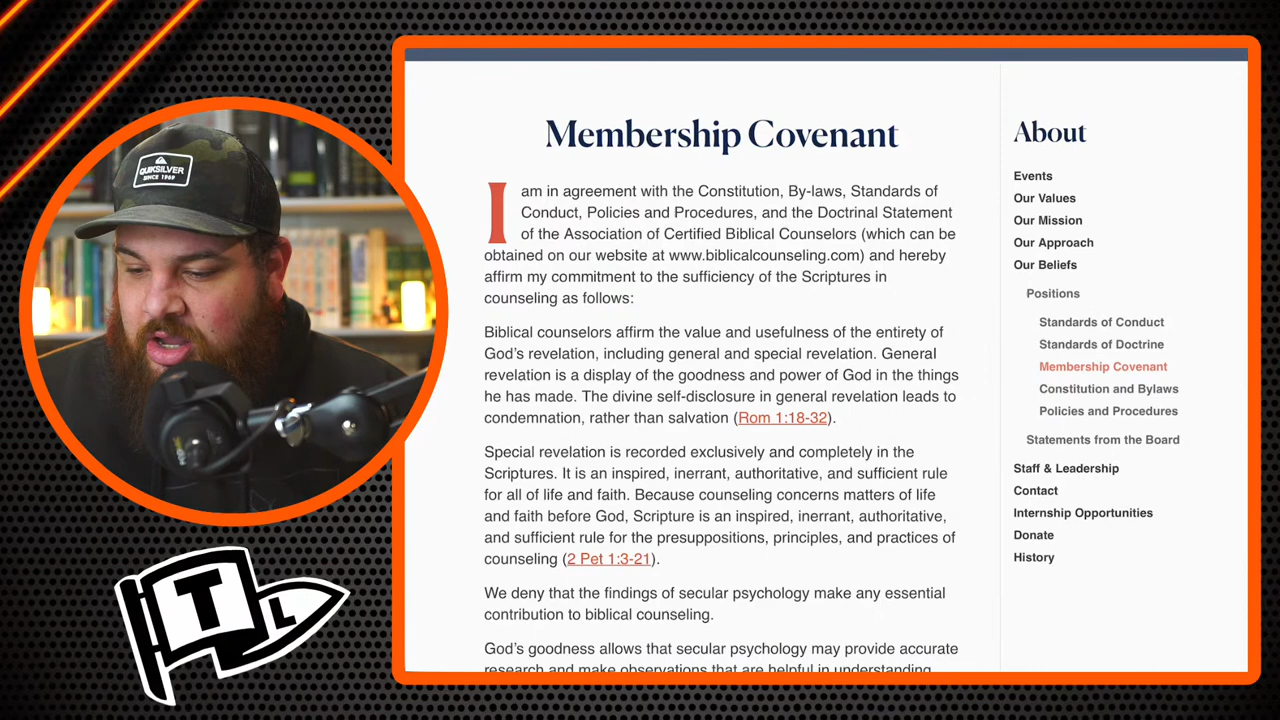 QUIKSILVER
SINCE 1969
T
L
Membership Covenant
I am in agreement with the Constitution, By-laws, Standards of
Conduct, Policies and Procedures, and the Doctrinal Statement
of the Association of Certified Biblical Counselors (which can be
obtained on our website at www.biblicalcounseling.com) and hereby
affirm my commitment to the sufficiency of the Scriptures in
counseling as follows:
Biblical counselors affirm the value and usefulness of the entirety of
God's revelation, including general and special revelation. General
revelation is a display of the goodness and power of God in the things
he has made. The divine self-disclosure in general revelation leads to
condemnation, rather than salvation (Rom 1:18-32).
Special revelation is recorded exclusively and completely in the
Scriptures. It is an inspired, inerrant, authoritative, and sufficient rule
for all of life and faith. Because counseling concerns matters of life
and faith before God, Scripture is an inspired, inerrant, authoritative,
and sufficient rule for the presuppositions, principles, and practices of
counseling (2 Pet 1:3-21).
We deny that the findings of secular psychology make any essential
contribution to biblical counseling.
God's goodness allows that secular psychology may provide accurate
research and make observations that are helpful in understanding
About
Events
Our Values
Our Mission
Our Approach
Our Beliefs
Positions
Standards of Conduct
Standards of Doctrine
Membership Covenant
Constitution and Bylaws
Policies and Procedures
Statements from the Board
Staff & Leadership
Contact
Internship Opportunities
Donate
History